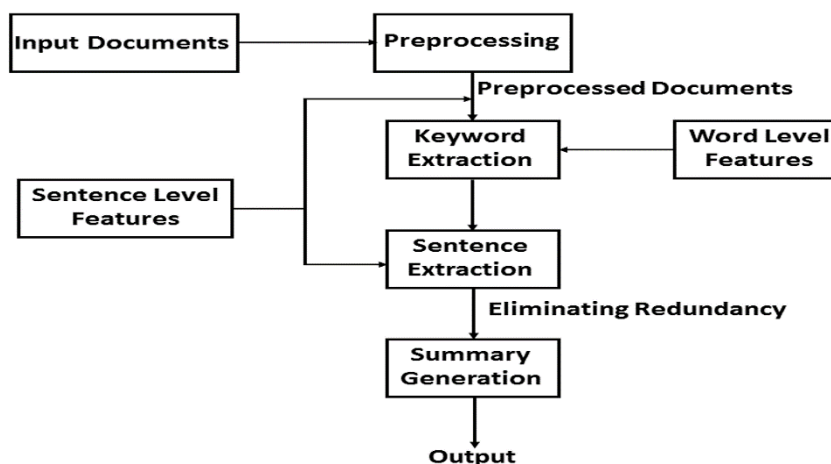 Input Documents
Preprocessing
Preprocessed Documents
Keyword
Extraction
Word Level
Features
Sentence Level
Features
Sentence
Extraction
Eliminating Redundancy
Summary
Generation
Output